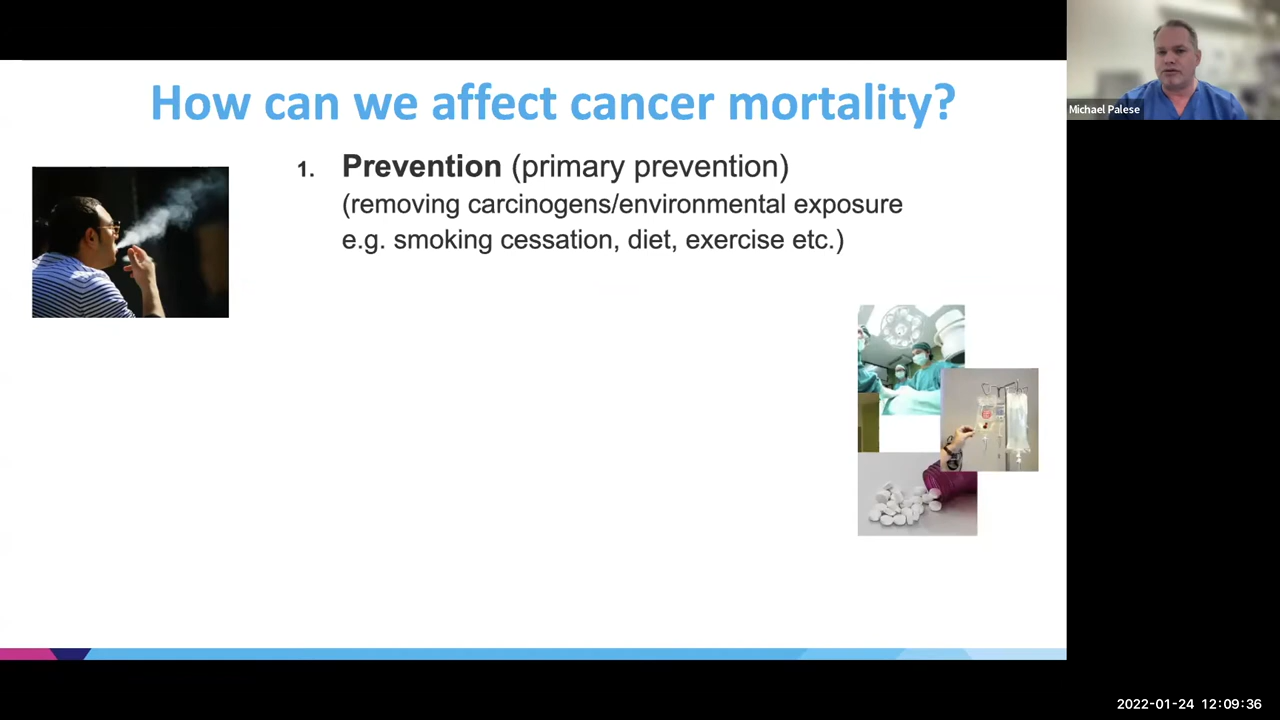 How can we affect cancer mortality?
1. Prevention (primary prevention)
(removing carcinogens/environmental exposure
e.g. smoking cessation, diet, exercise etc.)
Michael Palese
2022-01-24 12:09:36